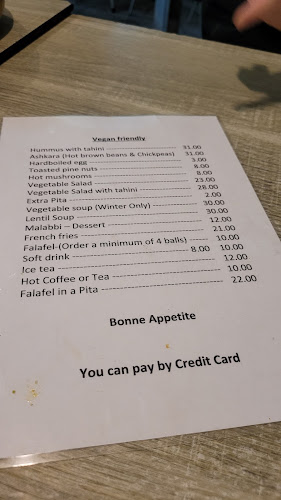 Vegan friendly
Hummus with tahini ---------------------- 31.00
Ashkara (Hot brown beans & Chickpeas) 31.00
Hardboiled egg ---------------------------- 3.00
Toasted pine nuts -------------------------- 8.00
Hot mushrooms ---------------------------- 8.00
Vegetable Salad ---------------------------- 23.00
Vegetable Salad with tahini --------------- 28.00
Extra Pita ----------------------------------- 2.00
Vegetable soup (Winter Only) ------------- 30.00
Lentil Soup --------------------------------- 30.00
Malabbi – Dessert ------------------------- 12.00
French fries -------------------------------- 21.00
Falafel-(Order a minimum of 4 balls) ----- 10.00
Soft drink ---------------------------- 8.00 10.00
Ice tea -------------------------------------- 12.00
Hot Coffee or Tea -------------------------- 10.00
Falafel in a Pita ----------------------------- 22.00
Bonne Appetite
You can pay by Credit Card